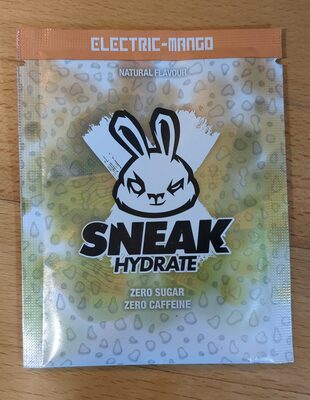 ELECTRIC-MANGO
NATURAL FLAVOUR
SNEAK
HYDRATE
ZERO SUGAR
ZERO CAFFEINE